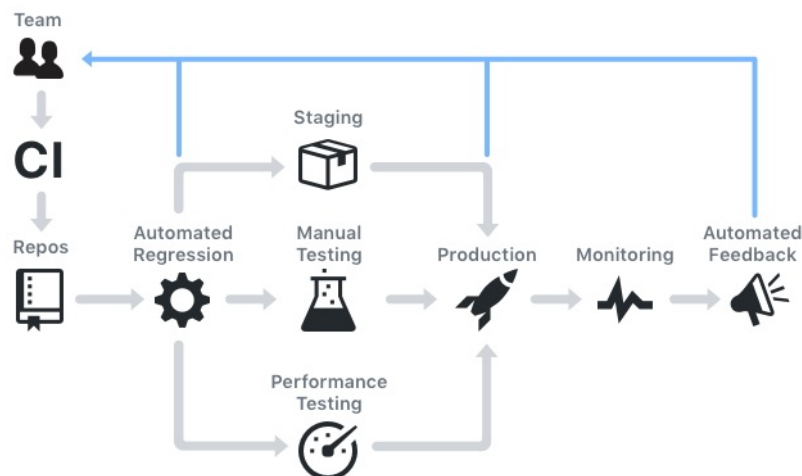 Team
CI
Repos
Automated
Regression
Staging
Manual
Testing
Performance
Testing
Production
Monitoring
Automated
Feedback